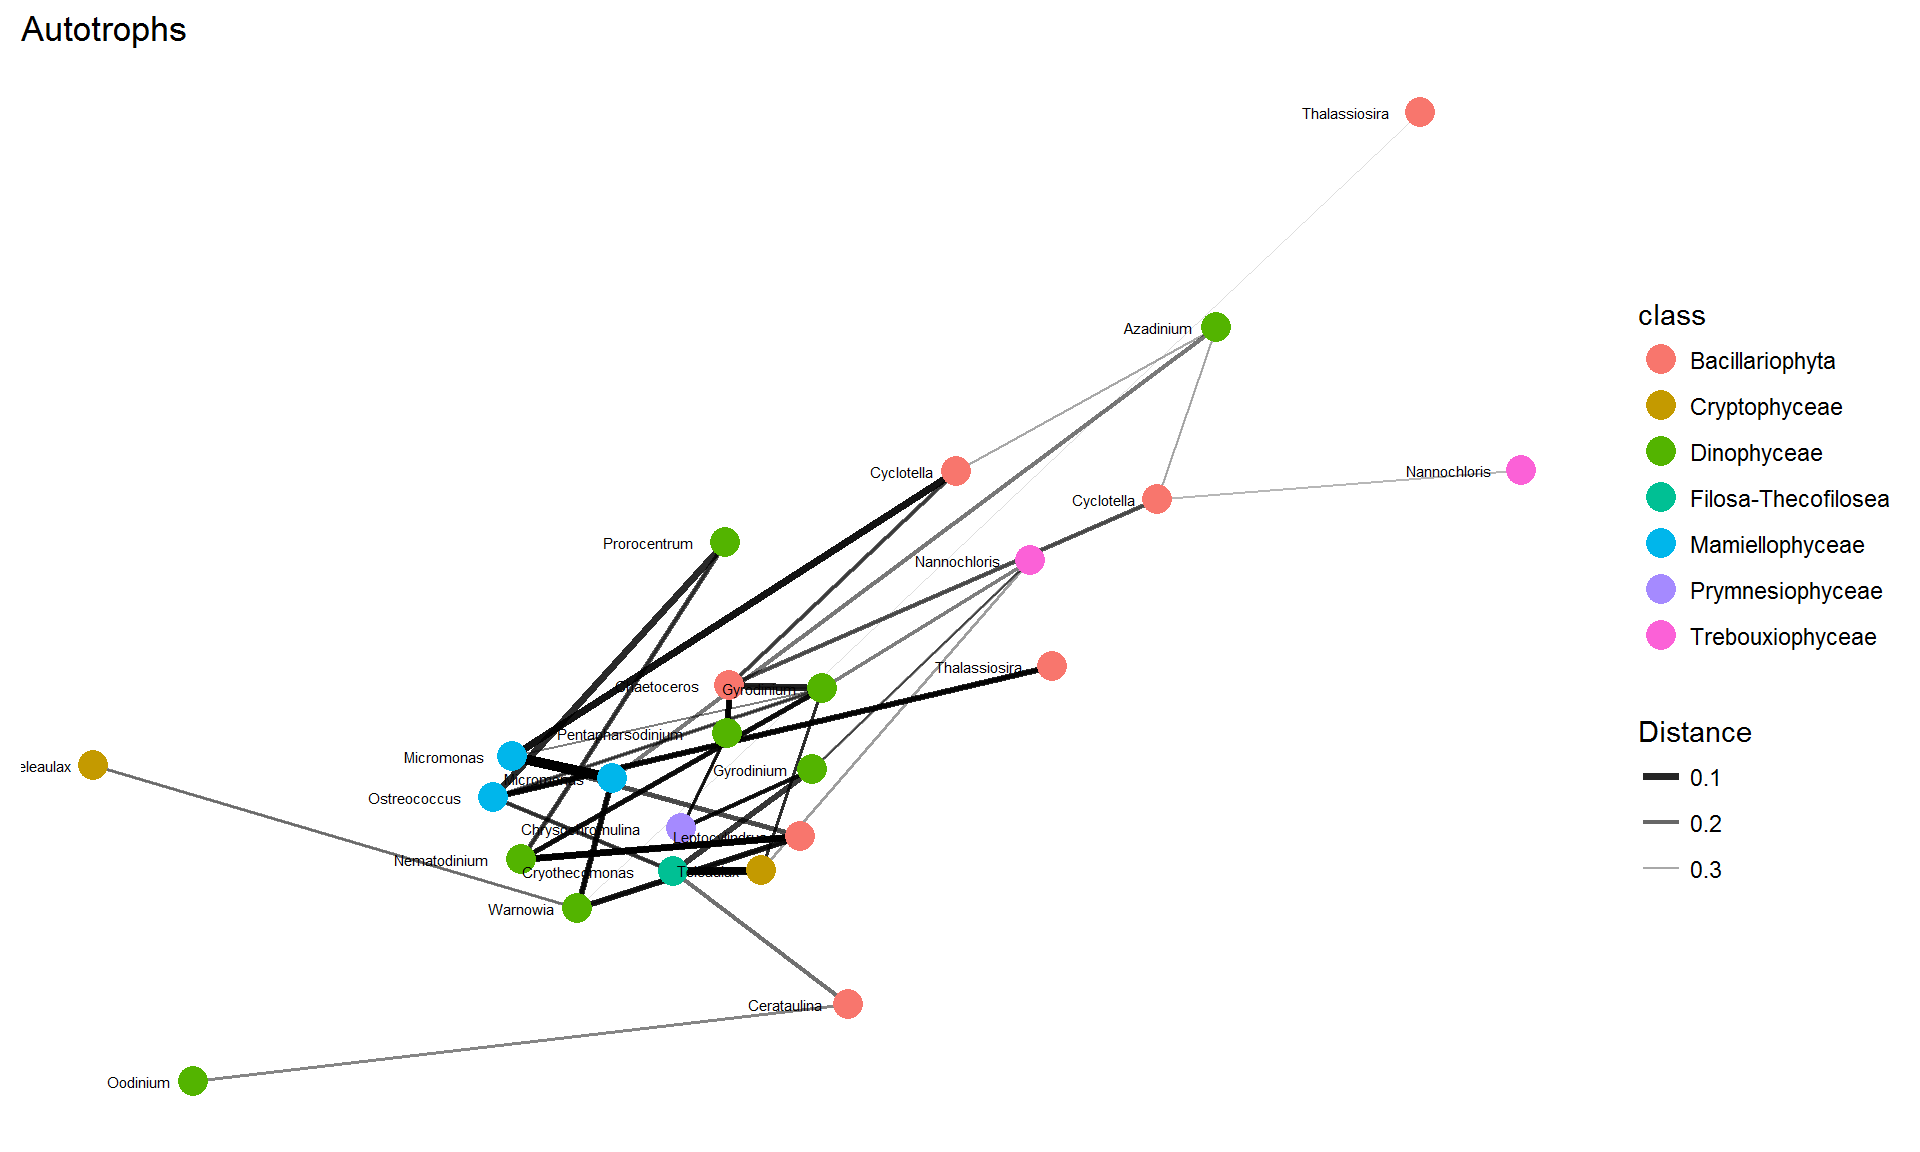 Autotrophs
Thalassiosira
Azadinium
Cyclotella
Nannochloris
Cyclotella
Prorocentrum
Nannochloris
Thalassiosira
Chaetoceros
Gyrodinium
Pentapharsodinium
Micromonas
eleaulax
Gyrodinium
Micromonas
Ostreococcus
Chrysochromulina
Leptocylindrus
Nematodinium
Cryothecomonas
Teleaulax
Warnowia
Cerataulina
Oodinium
class
Bacillariophyta
Cryptophyceae
Dinophyceae
Filosa-Thecofilosea
Mamiellophyceae
Prymnesiophyceae
Trebouxiophyceae
Distance
0.1
0.2
0.3